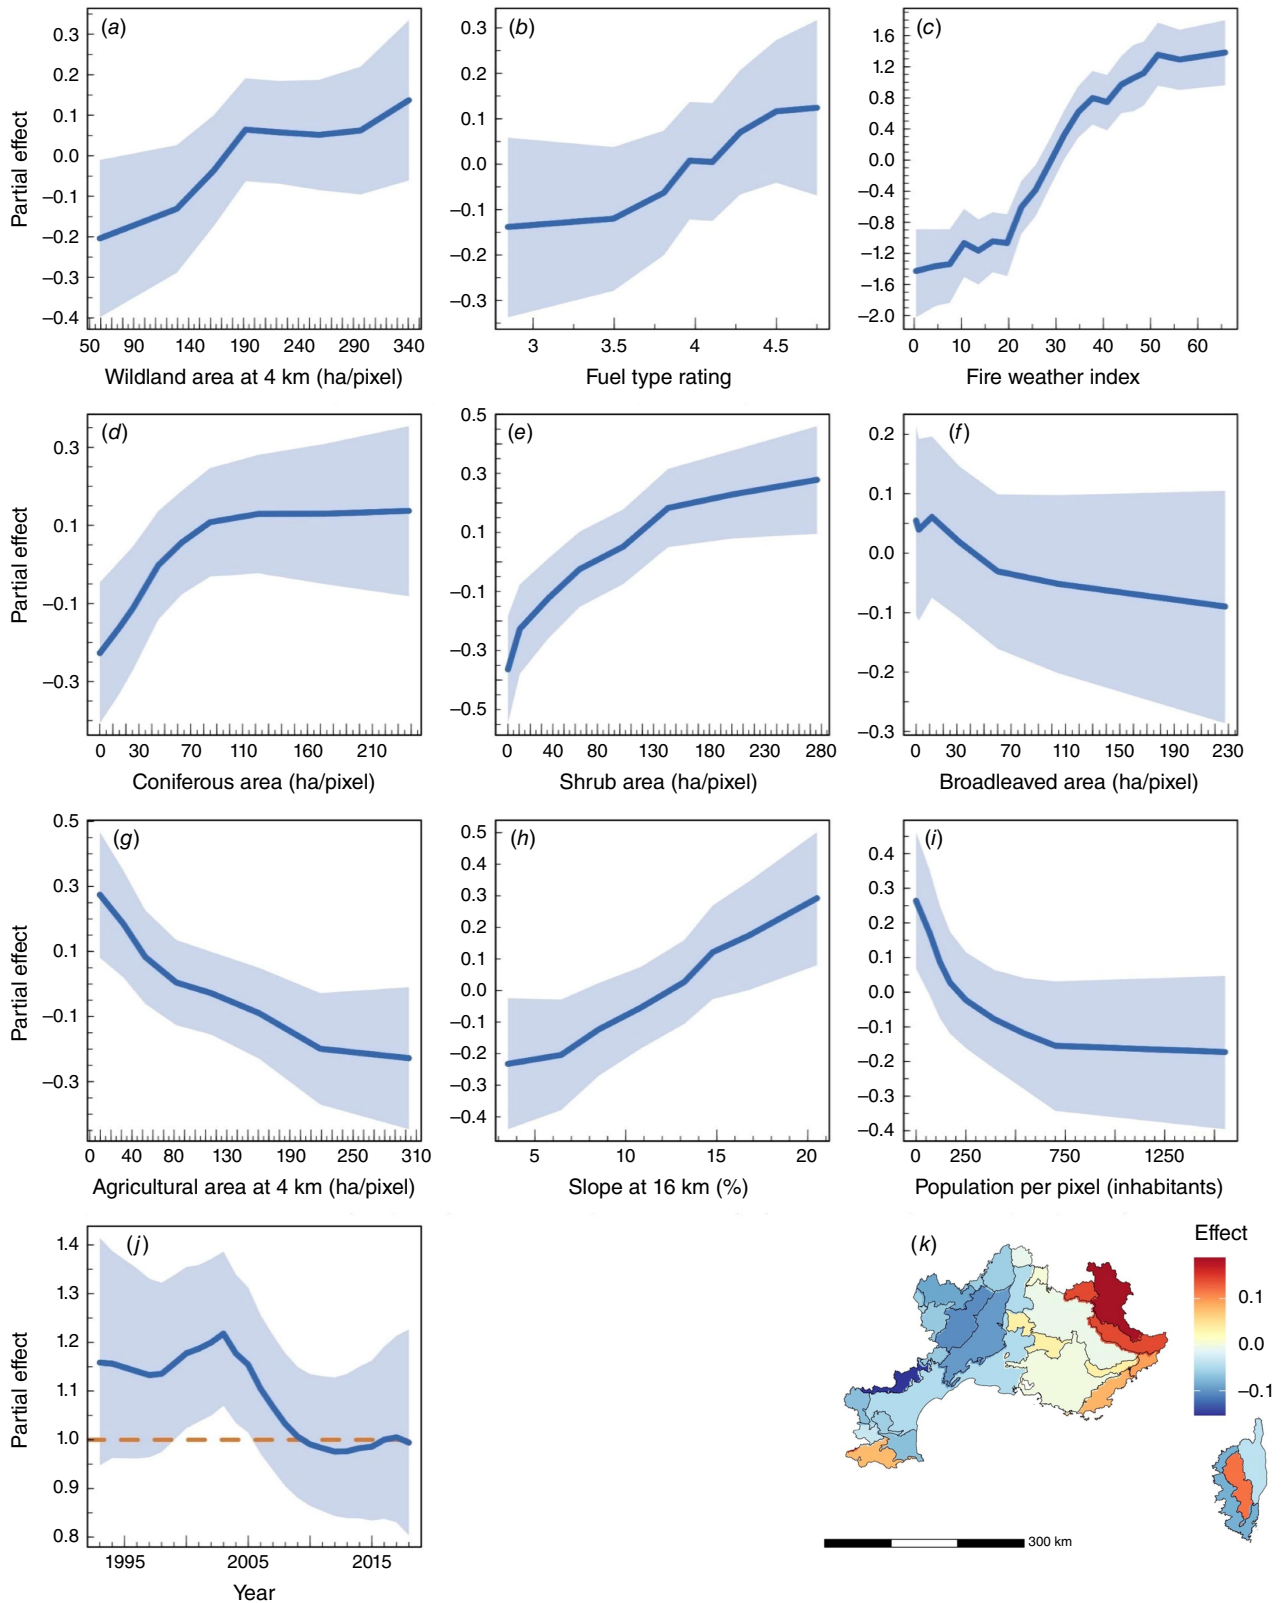 (a)
0.3
0.2
0.1
0.0
–0.1
–0.2
–0.3
–0.4
Partial effect
50 90 140 190 240 290 340
Wildland area at 4 km (ha/pixel)
(b)
0.3
0.2
0.1
0.0
–0.1
–0.2
–0.3
3 3.5 4 4.5
Fuel type rating
(c)
1.6
1.2
0.8
0.4
0.0
–0.4
–0.8
–1.2
–1.6
–2.0
0 10 20 30 40 50 60
Fire weather index
(d)
0.3
0.1
–0.1
–0.3
Partial effect
0 30 70 110 160 210
Coniferous area (ha/pixel)
(e)
0.5
0.3
0.1
–0.1
–0.3
–0.5
0 40 80 130 180 230 280
Shrub area (ha/pixel)
(f)
0.2
0.1
0.0
–0.1
–0.2
–0.3
0 30 70 110 150 190 230
Broadleaved area (ha/pixel)
(g)
0.5
0.3
0.1
–0.1
–0.3
Partial effect
0 40 80 130 190 250 310
Agricultural area at 4 km (ha/pixel)
(h)
0.5
0.4
0.3
0.2
0.1
0.0
–0.1
–0.2
–0.3
–0.4
5 10 15 20
Slope at 16 km (%)
(i)
0.4
0.3
0.2
0.1
0.0
–0.1
–0.2
–0.3
–0.4
0 250 750 1250
Population per pixel (inhabitants)
(j)
1.4
1.3
1.2
1.1
1.0
0.9
0.8
Partial effect
1995 2005 2015
Year
(k)
Effect
0.1
0.0
–0.1
300 km